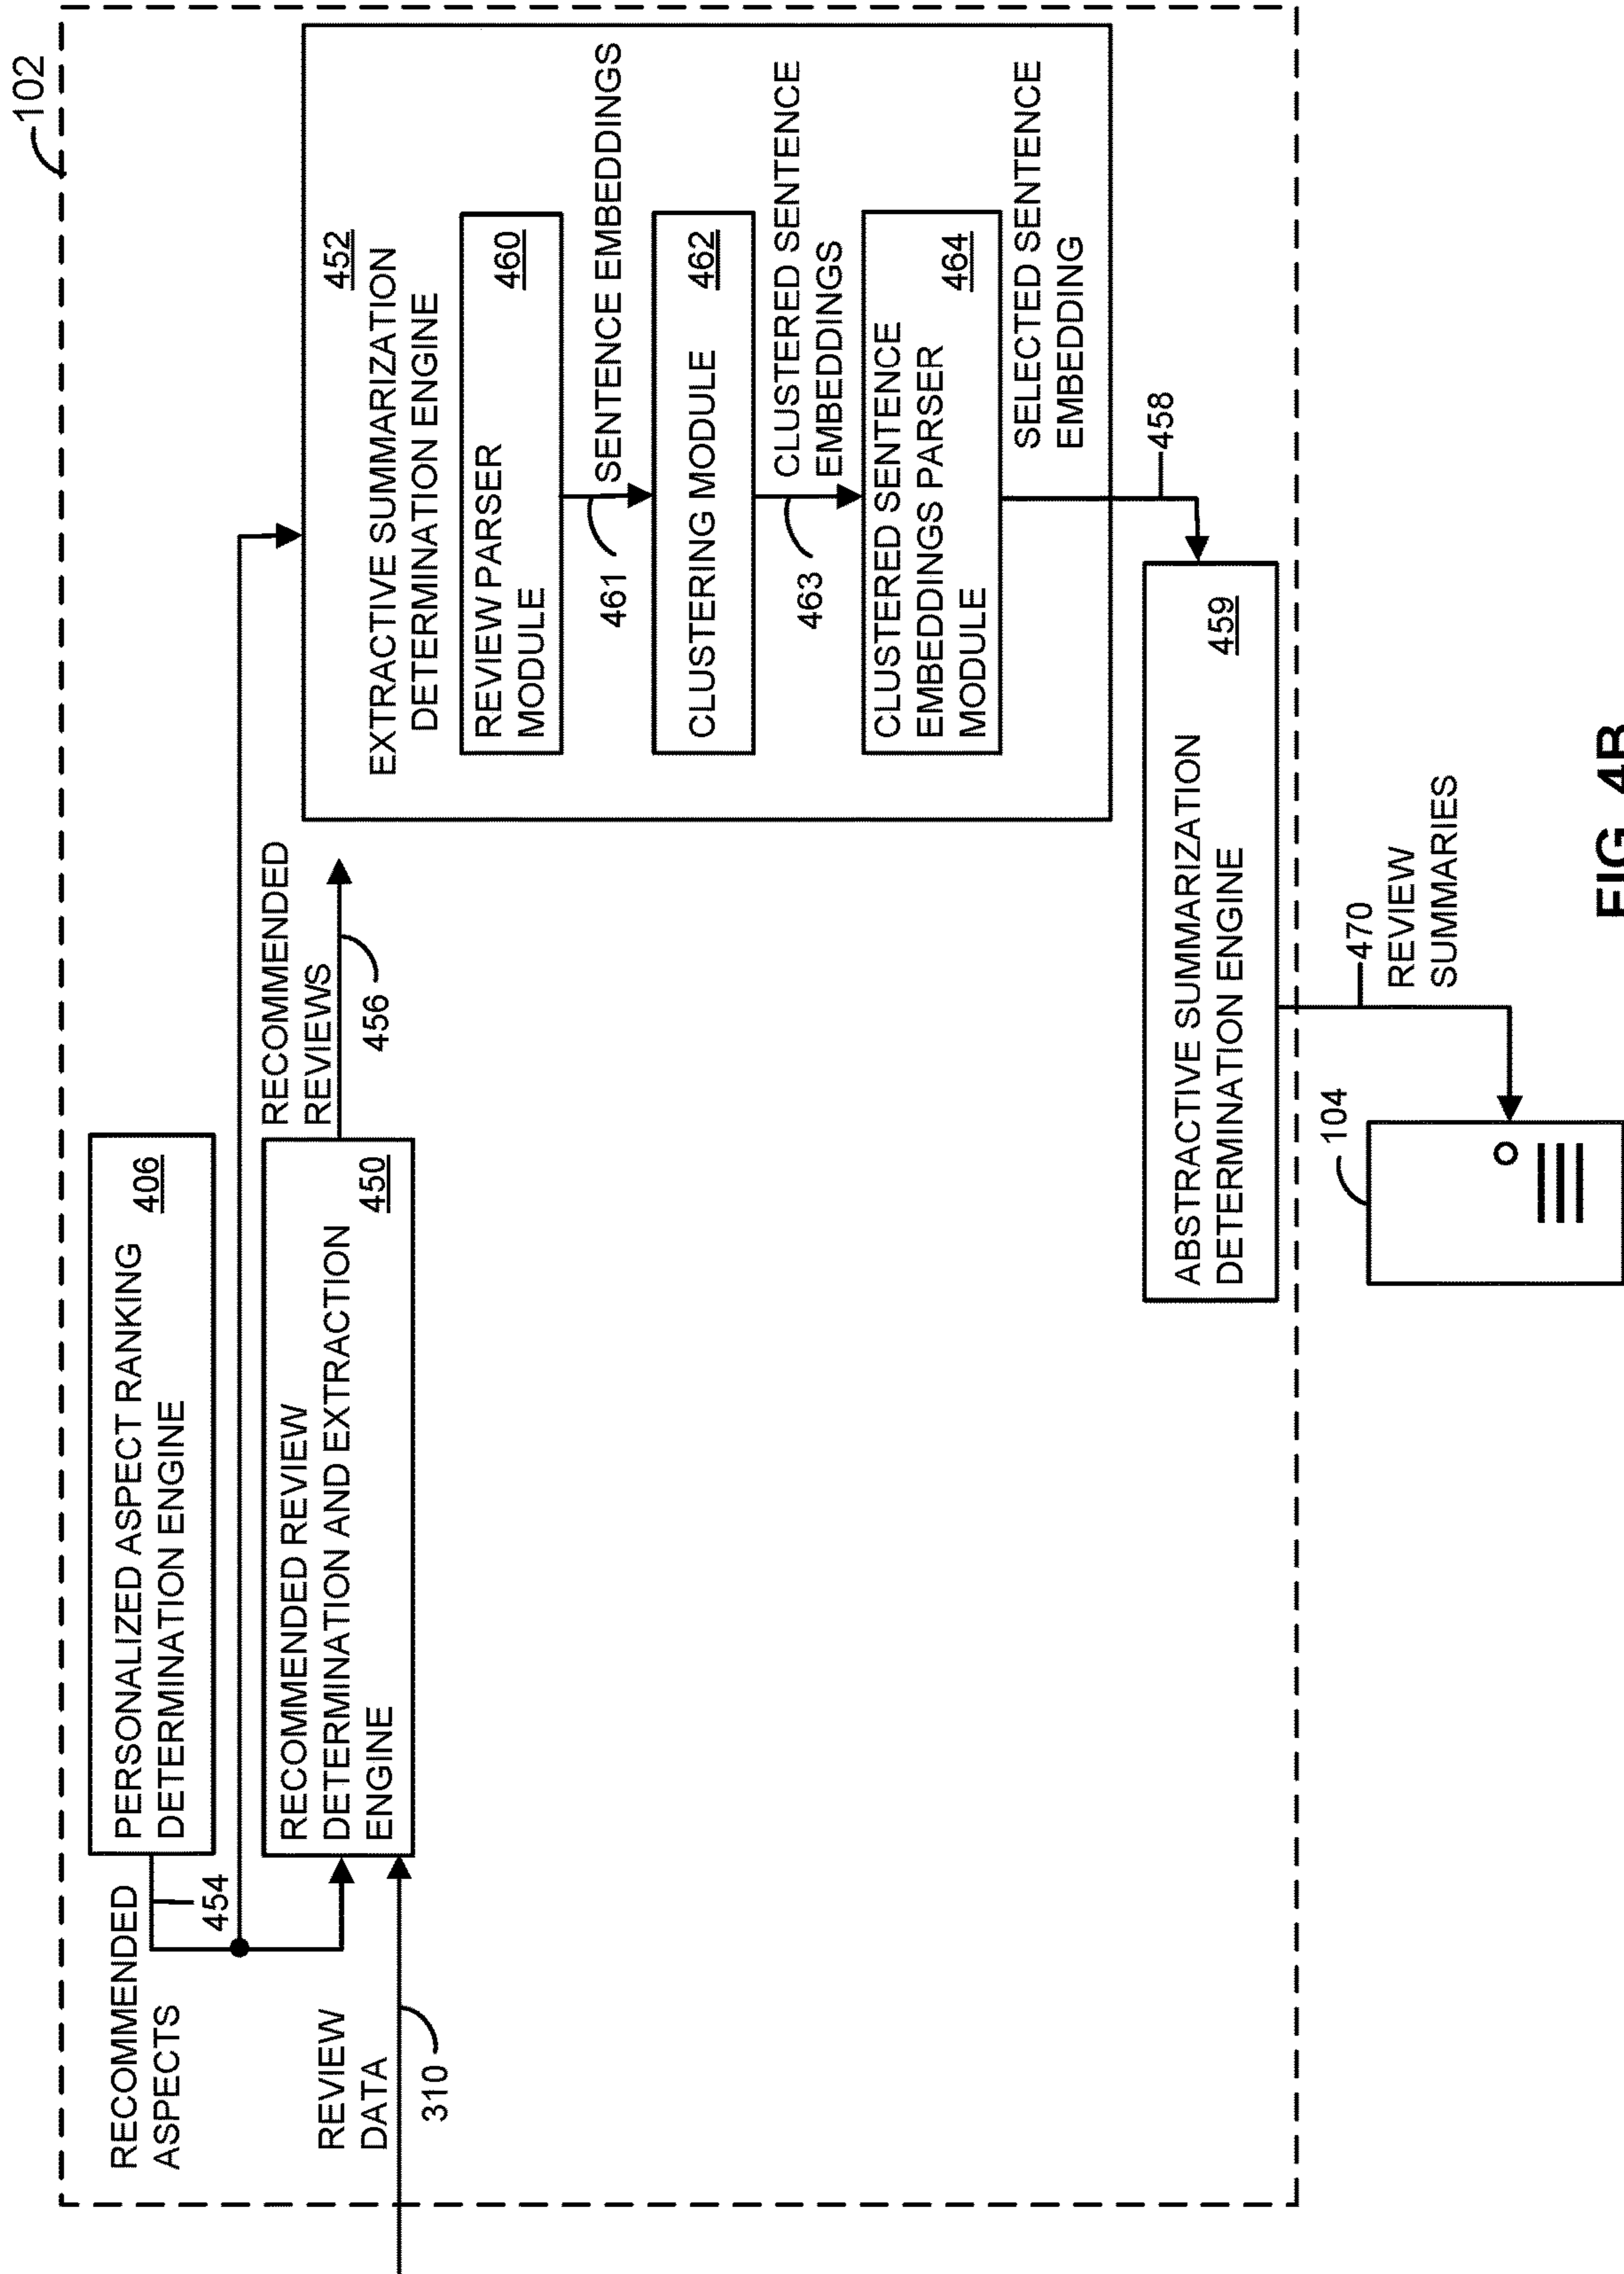 102
RECOMMENDED
ASPECTS
454
PERSONALIZED ASPECT RANKING
DETERMINATION ENGINE
406
REVIEW
DATA
310
RECOMMENDED REVIEW
DETERMINATION AND EXTRACTION
ENGINE
450
RECOMMENDED
REVIEWS
456
452
EXTRACTIVE SUMMARIZATION
DETERMINATION ENGINE
REVIEW PARSER
MODULE
460
461
SENTENCE EMBEDDINGS
CLUSTERING MODULE
462
463
CLUSTERED SENTENCE
EMBEDDINGS
CLUSTERED SENTENCE
EMBEDDINGS PARSER
MODULE
464
SELECTED SENTENCE
EMBEDDING
458
ABSTRACTIVE SUMMARIZATION
DETERMINATION ENGINE
459
470
REVIEW
SUMMARIES
104
FIG. 4B